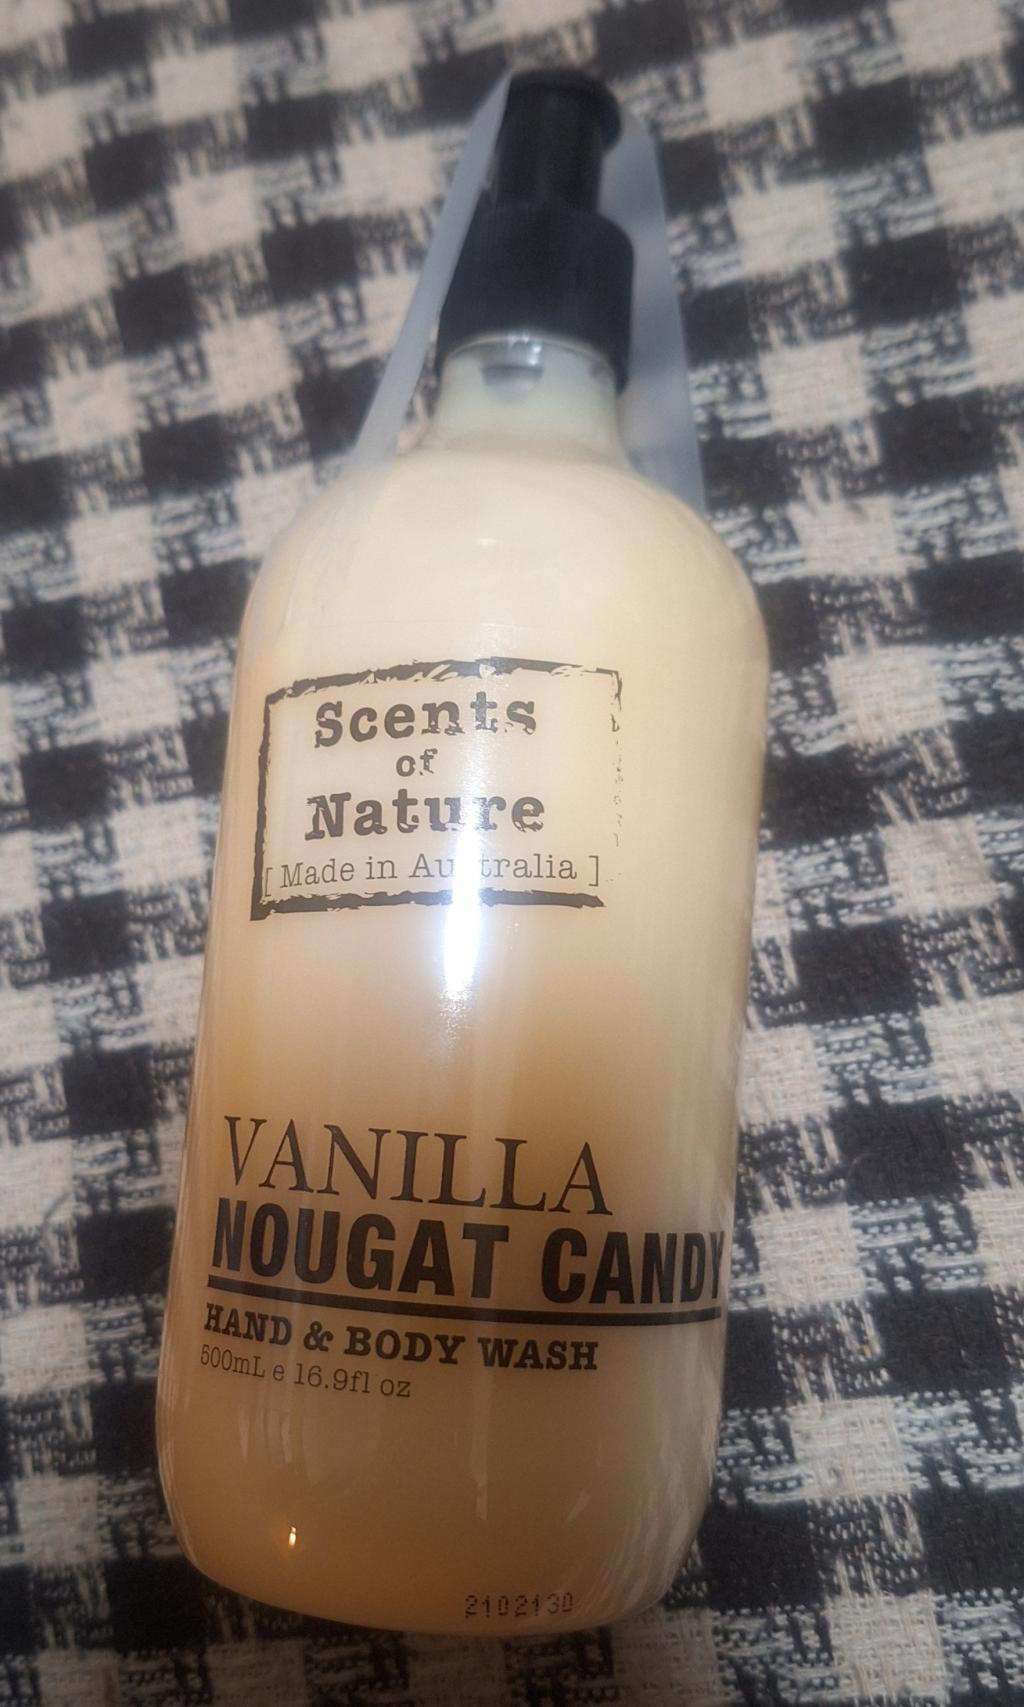 Scents
of
Nature
[ Made in Australia ]
VANILLA
NOUGAT CANDY
HAND & BODY WASH
500mL e 16.9fl oz
2102130